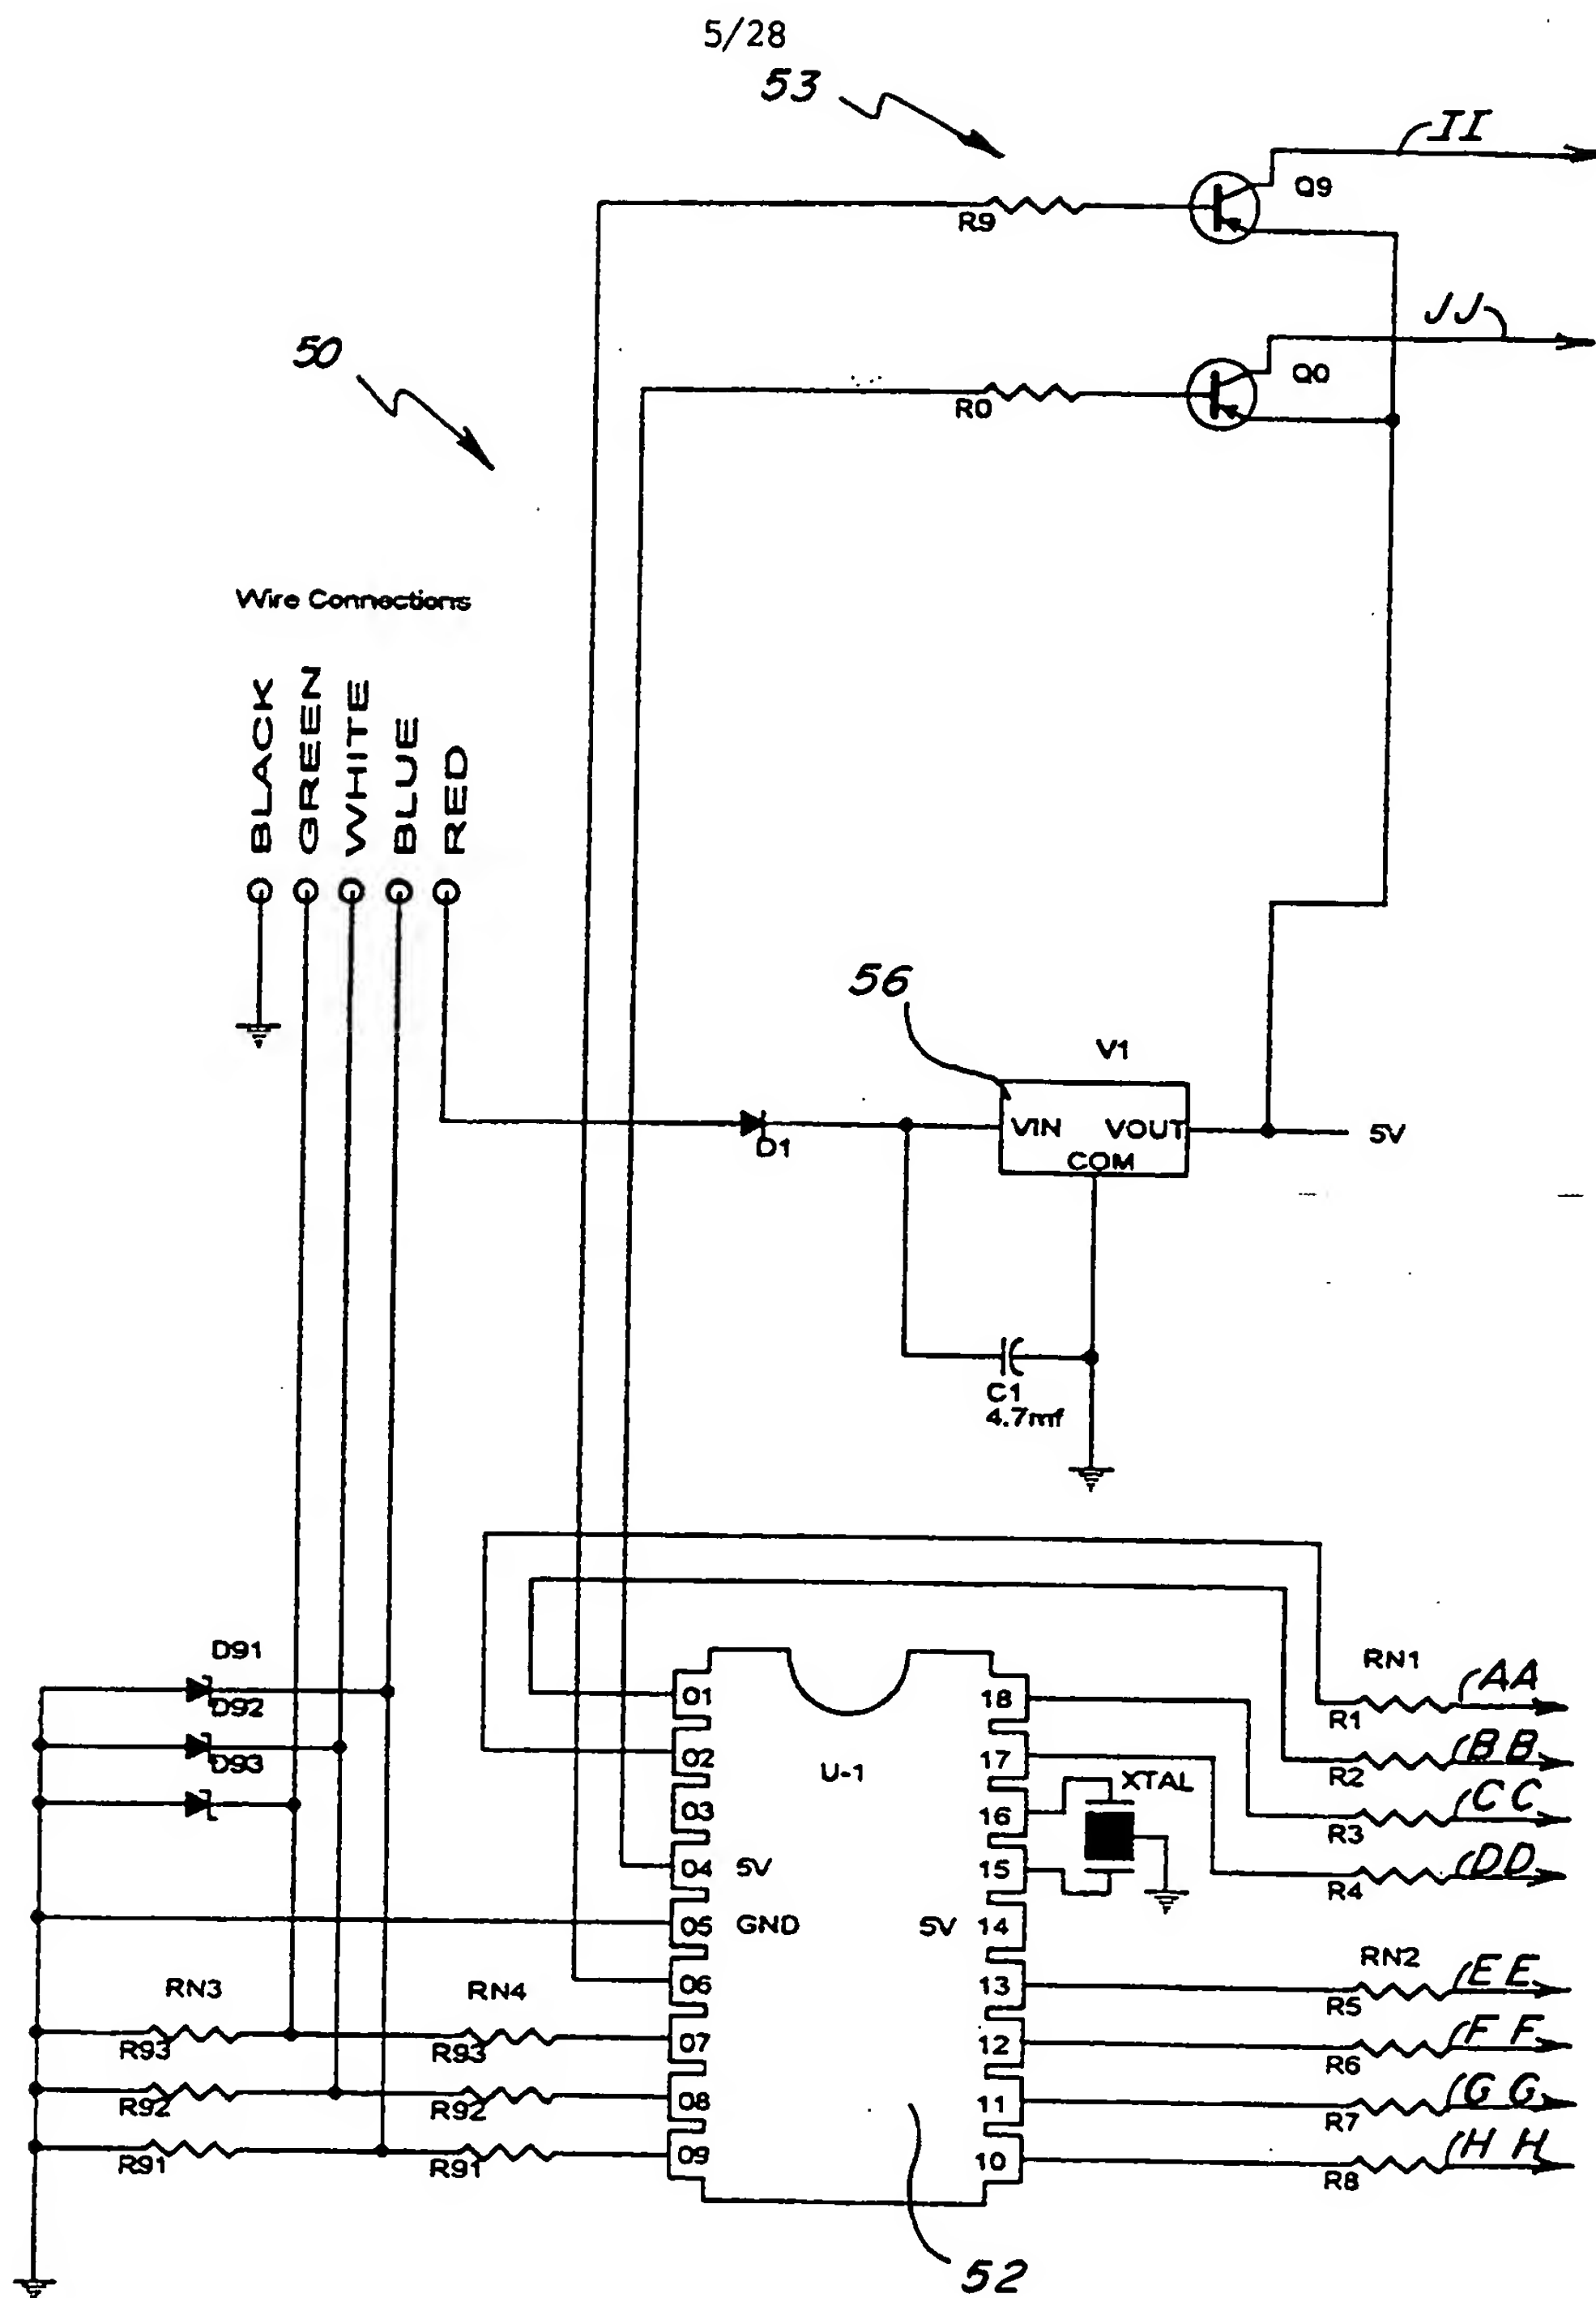 5/28
53
II
Q9
R9
JJ
50
Q0
R0
Wire Connections
BLACK
GREEN
WHITE
BLUE
RED
56
V1
VIN VOUT
COM
5V
D1
C1
4.7mf
D91
D92
D93
RN1
AA
R1
BB
R2
CC
R3
DD
R4
U-1
XTAL
01
02
03
04 5V
05 GND
06
07
08
09
18
17
16
15
5V 14
13
12
11
10
RN2
EE
R5
FF
R6
GG
R7
HH
R8
RN3
RN4
R93
R93
R92
R92
R91
R91
52